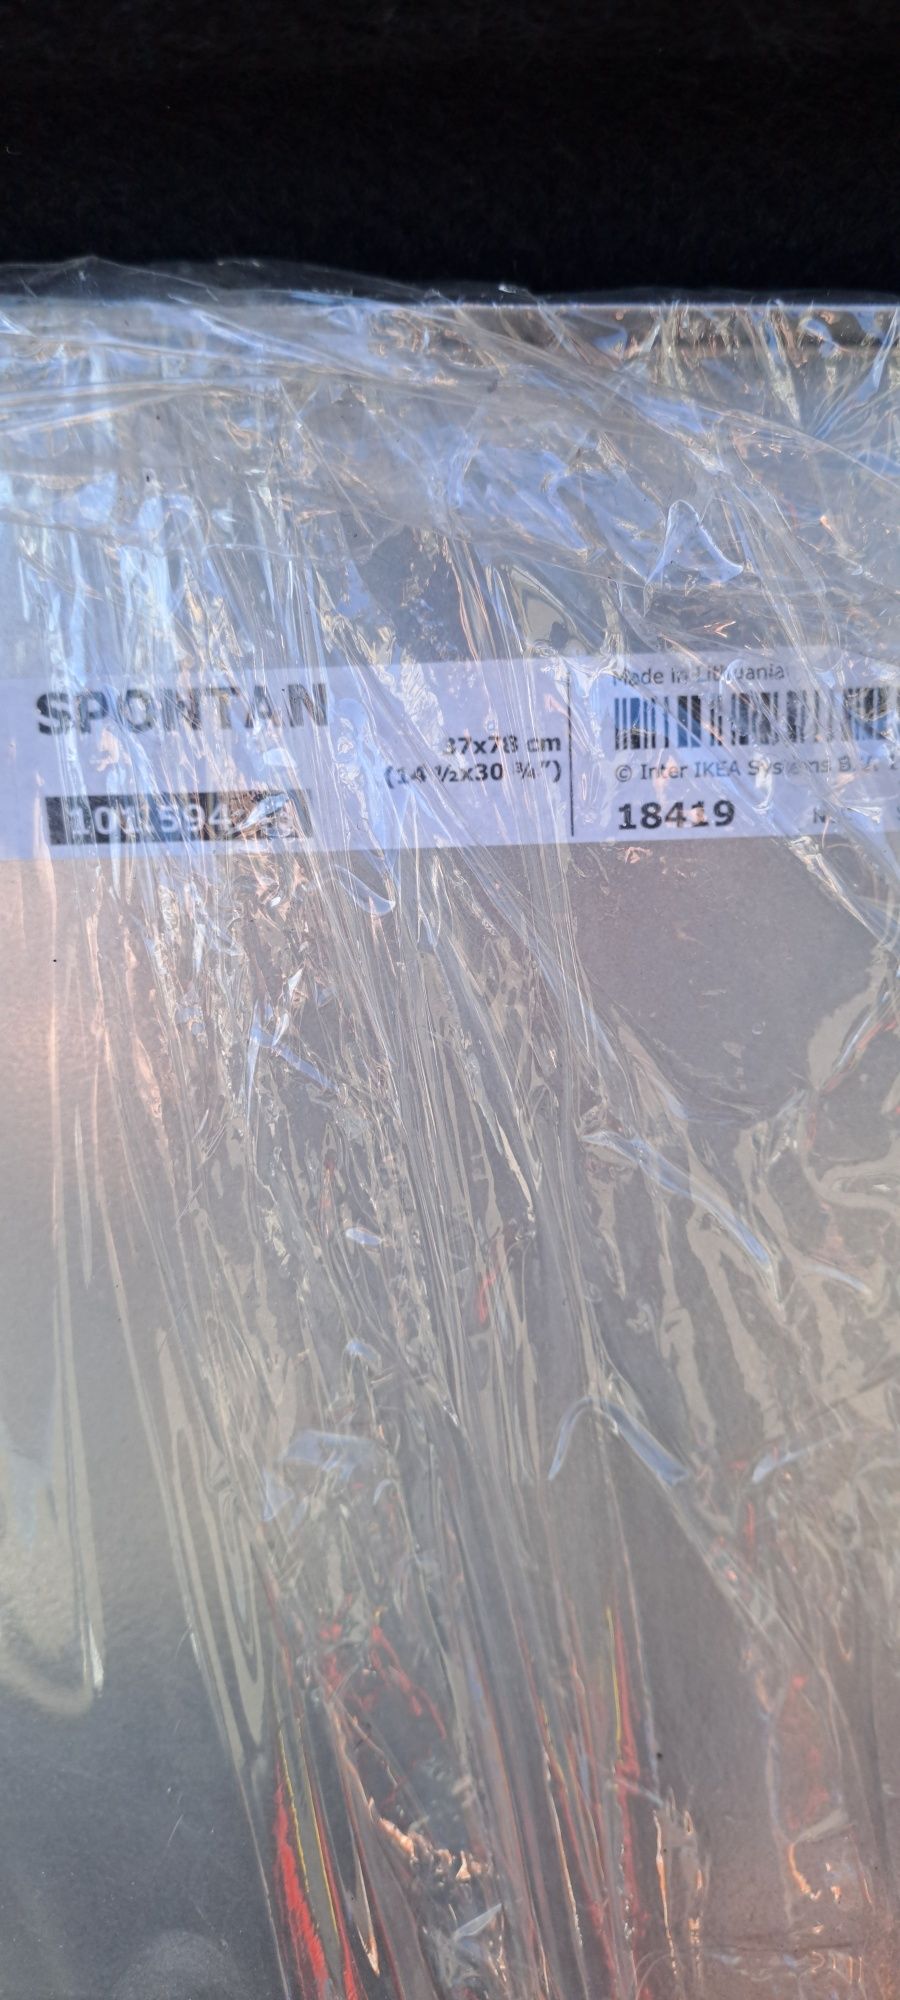 SPONTAN
37x78 cm
(14 ½x30 ¾")
Made in Lithuania
© Inter IKEA Systems B.V.
18419